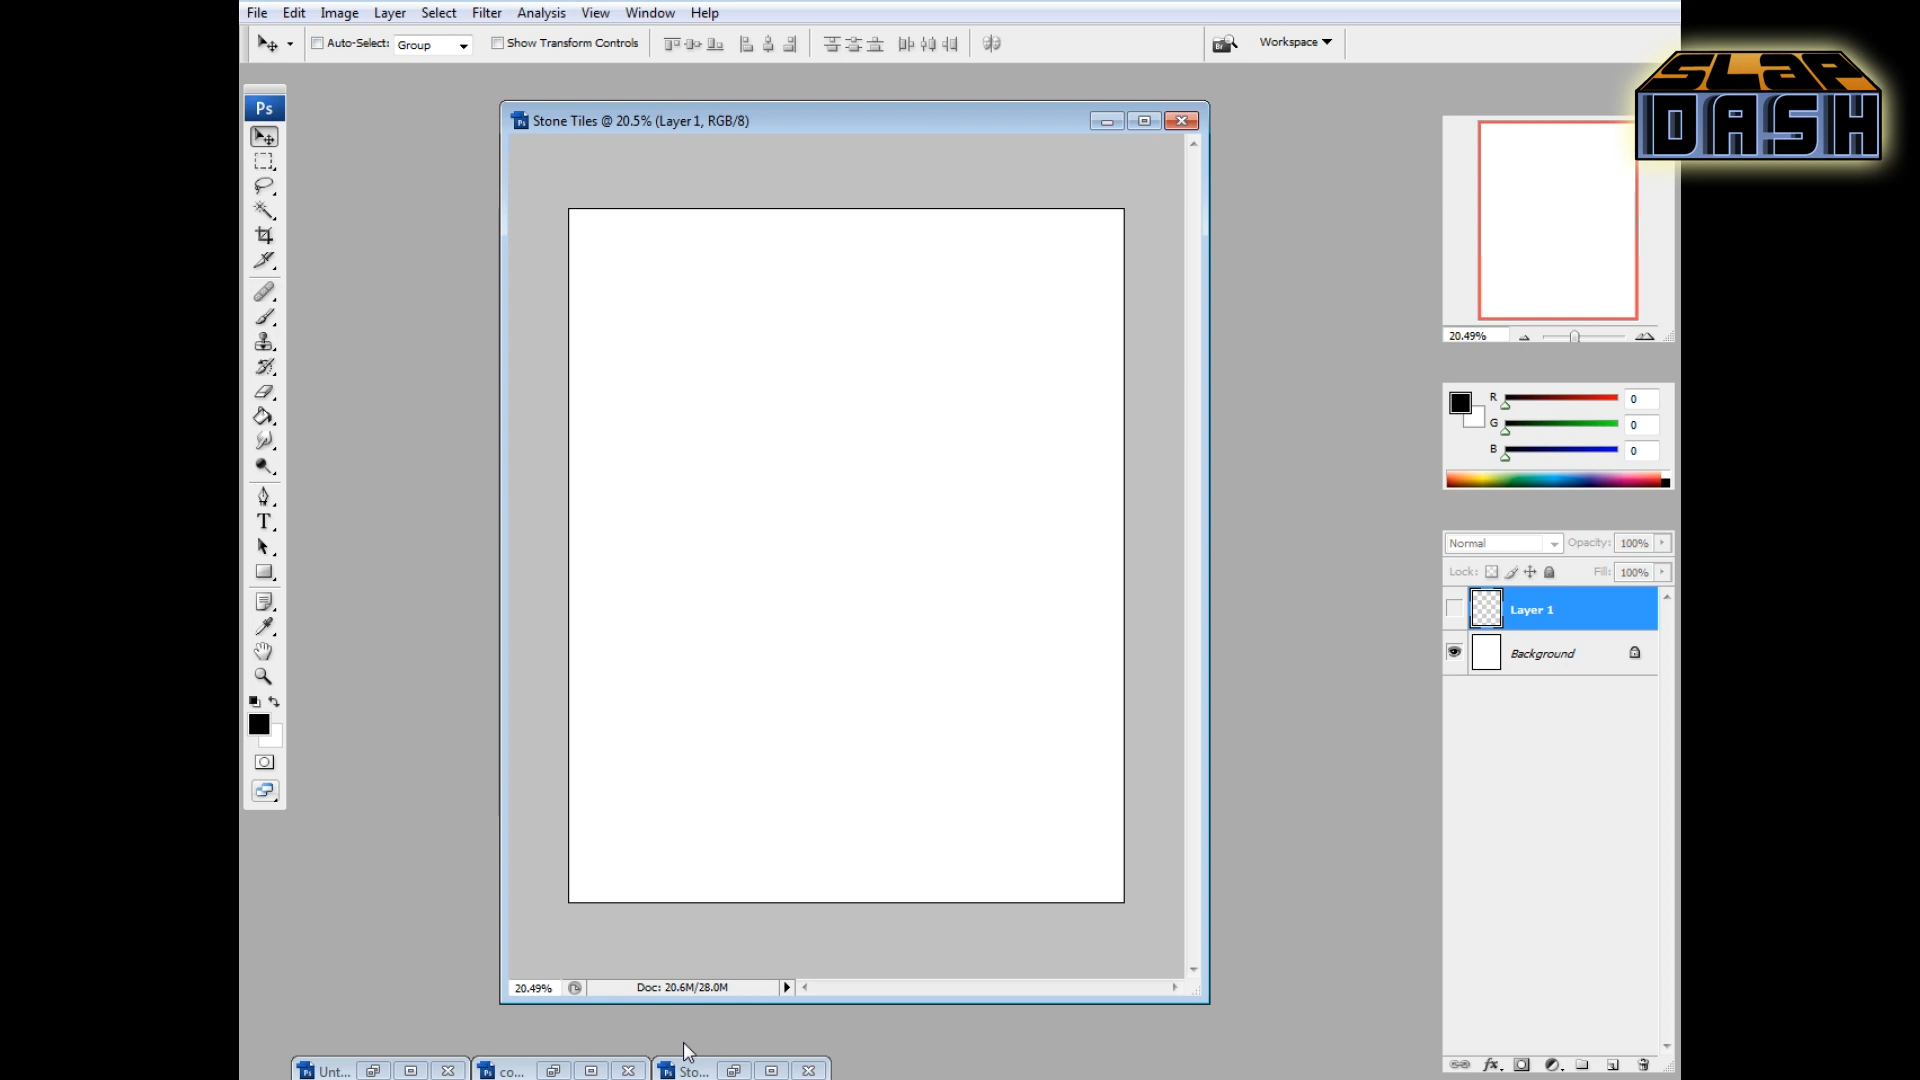 File Edit Image Layer Select Filter Analysis View Window Help
Auto-Select: Group Show Transform Controls Workspace
SLAP
DASH
Ps
Stone Tiles @ 20.5% (Layer 1, RGB/8)
20.49%
R 0
G 0
B 0
T
Normal Opacity: 100%
Lock: Fill: 100%
Layer 1
Background
20.49% Doc: 20.6M/28.0M
Unt... co... Sto...
fx